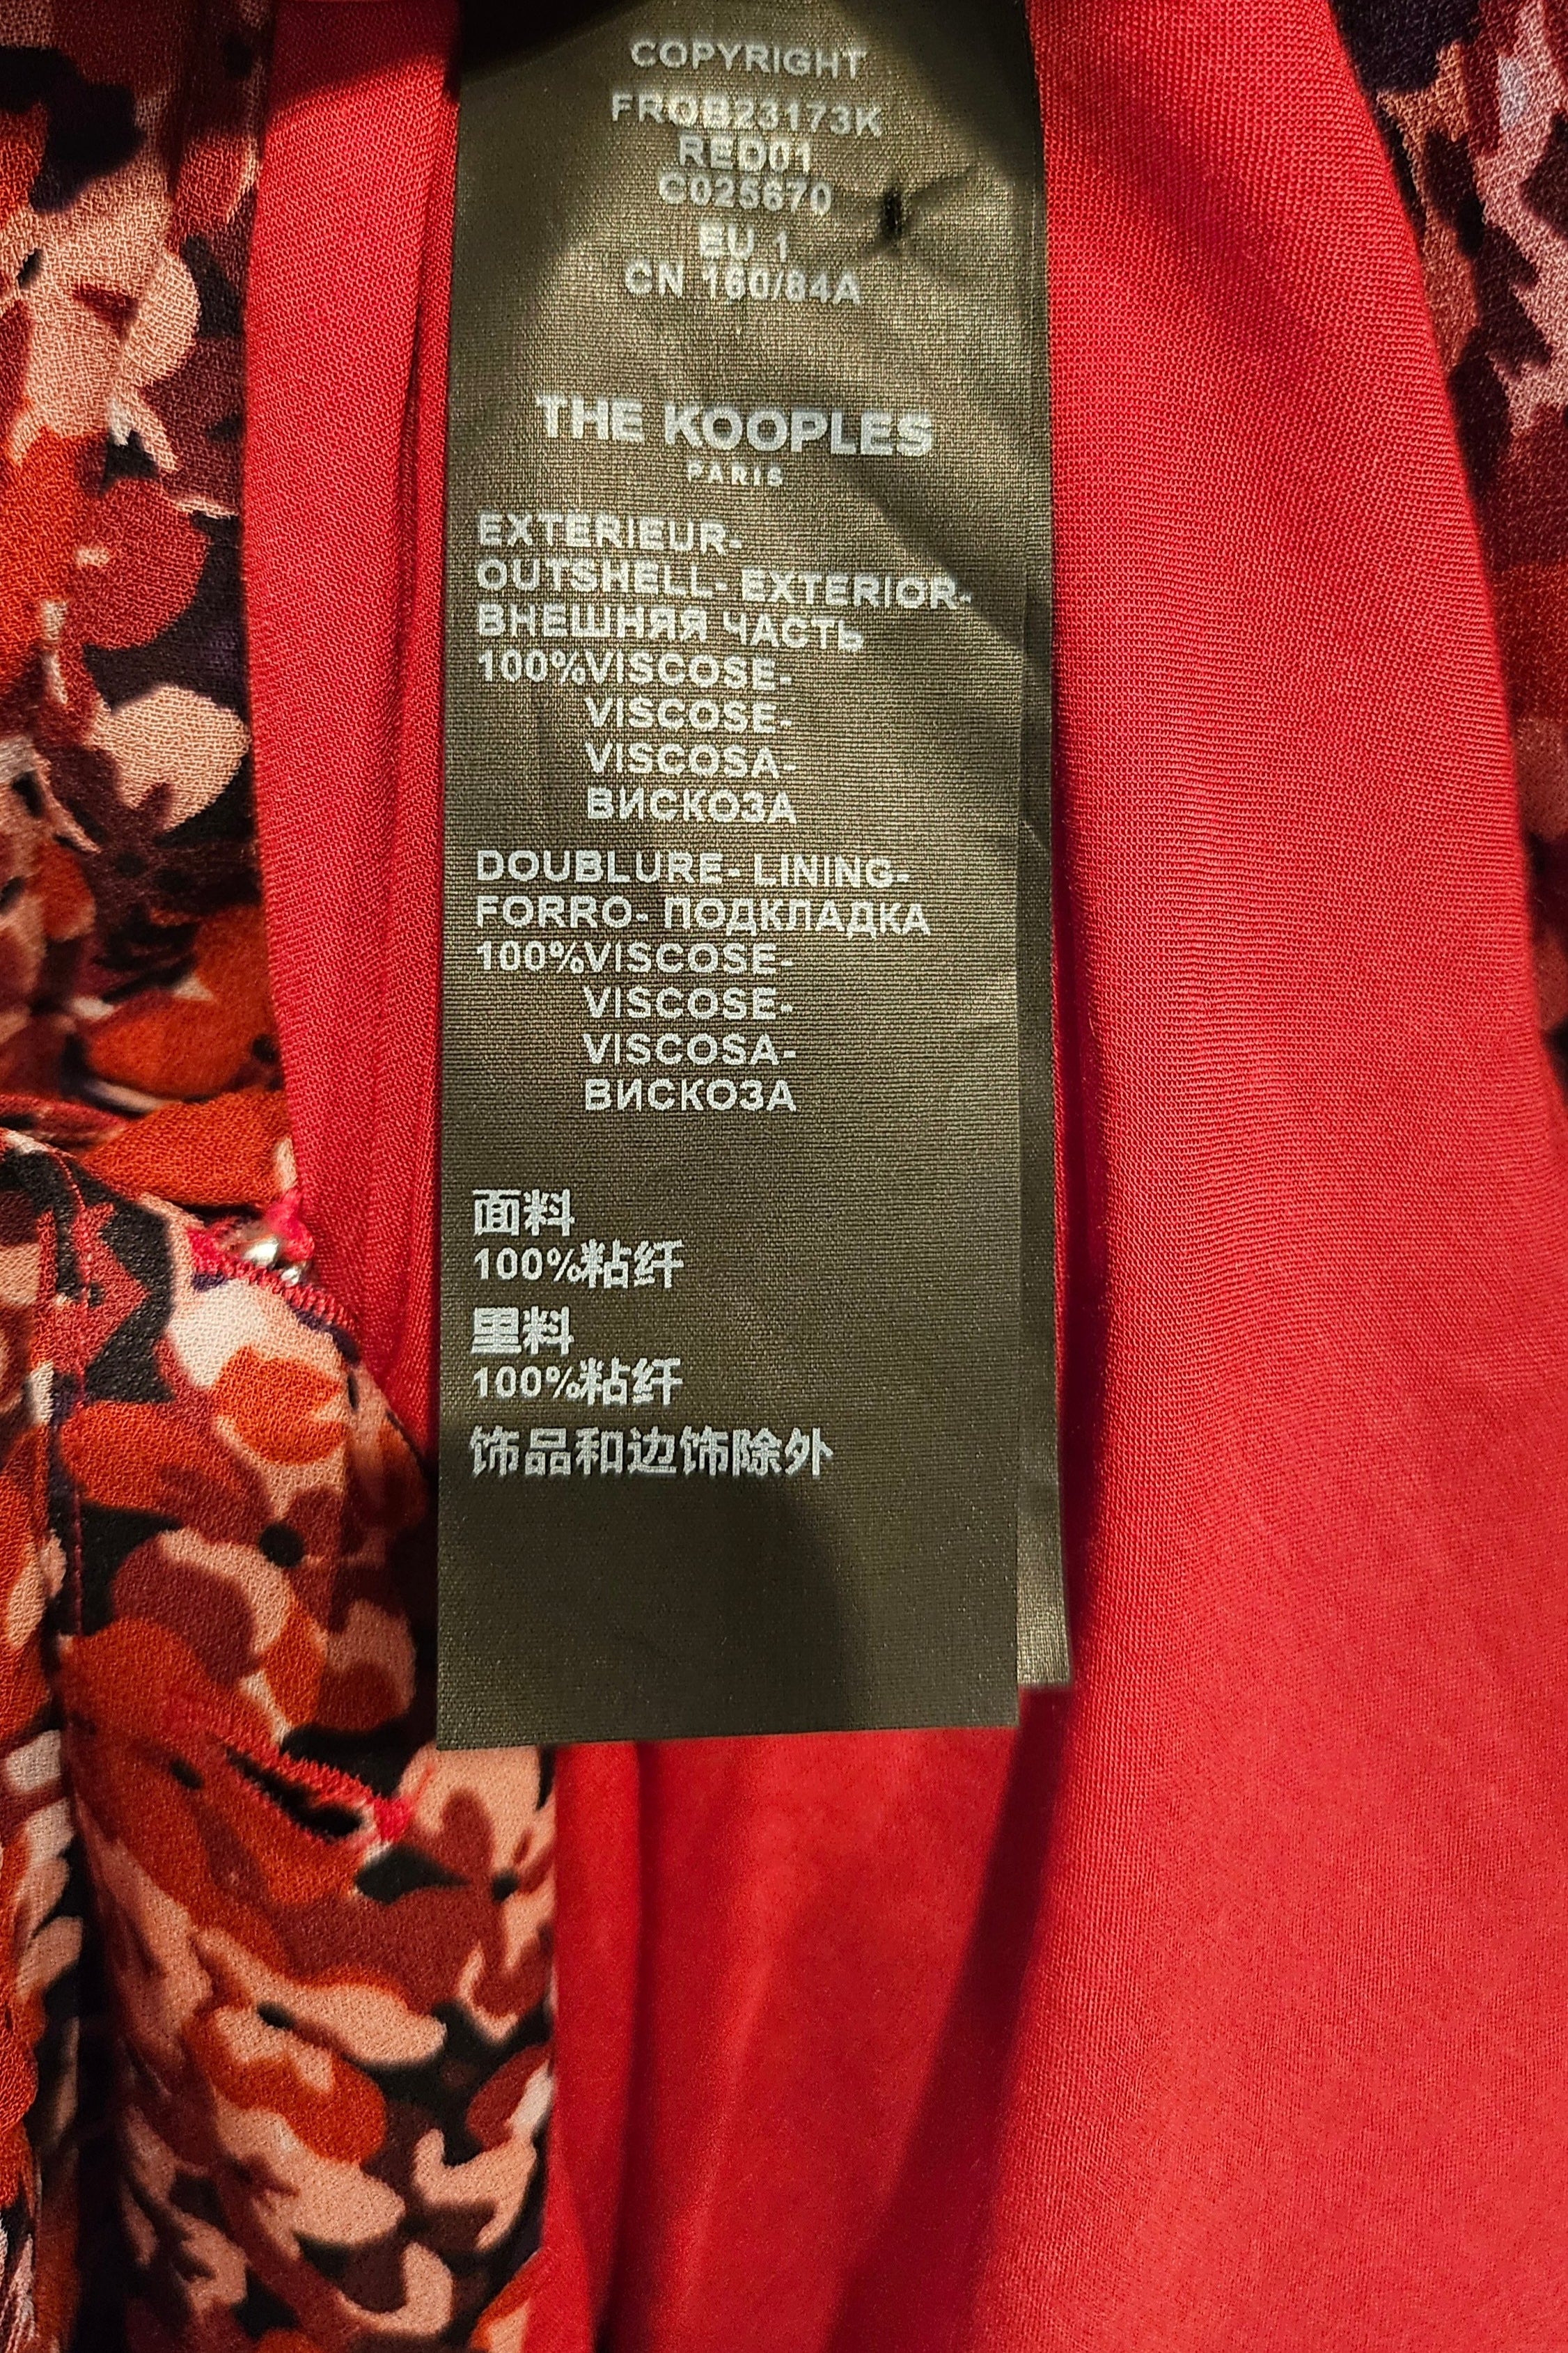 COPYRIGHT
FROB23173K
RED01
C025670
EU 1
CN 160/84A
THE KOOPLES
PARIS
EXTERIEUR-
OUTSHELL- EXTERIOR-
ВНЕШНЯЯ ЧАСТЬ
100%VISCOSE-
VISCOSE-
VISCOSA-
ВИСКОЗА
DOUBLURE- LINING-
FORRO- ПОДКЛАДКА
100%VISCOSE-
VISCOSE-
VISCOSA-
ВИСКОЗА
面料
100%粘纤
里料
100%粘纤
饰品和边饰除外